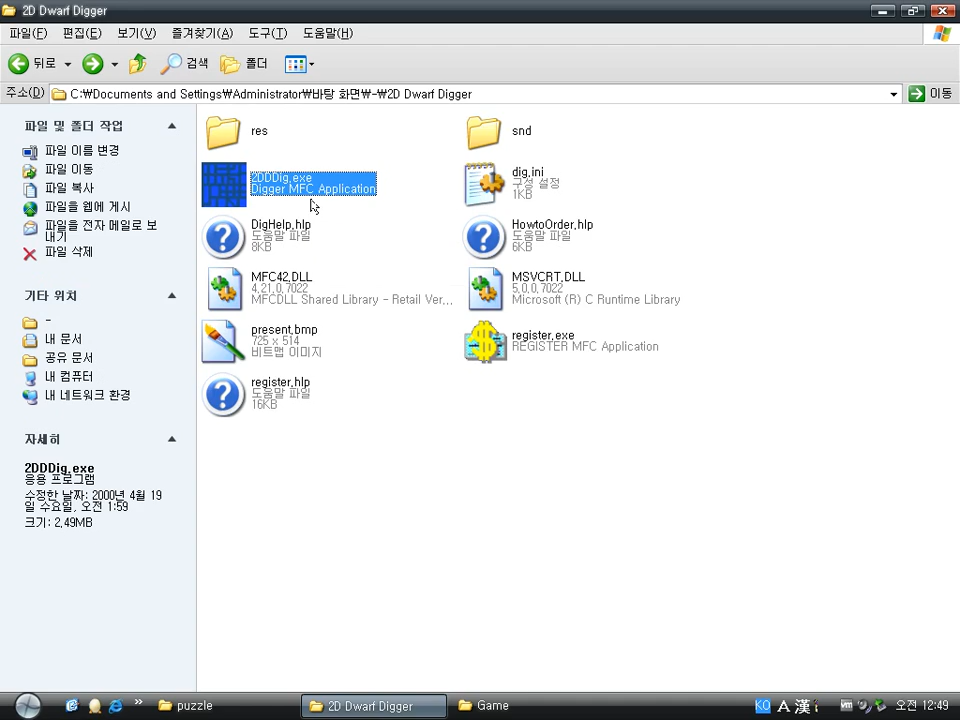 2D Dwarf Digger
파일(F) 편집(E) 보기(V) 즐겨찾기(A) 도구(T) 도움말(H)
뒤로 검색 폴더
주소(D) C:₩Documents and Settings₩Administrator₩바탕 화면₩-₩2D Dwarf Digger 이동
파일 및 폴더 작업
파일 이름 변경
파일 이동
파일 복사
파일을 웹에 게시
파일을 전자 메일로 보
내기
파일 삭제
기타 위치
-
내 문서
공유 문서
내 컴퓨터
내 네트워크 환경
자세히
2DDDig.exe
응용 프로그램
수정한 날짜: 2000년 4월 19
일 수요일, 오전 1:59
크기: 2.49MB
res
snd
2DDDig.exe
Digger MFC Application
dig.ini
구성 설정
1KB
DigHelp.hlp
도움말 파일
8KB
HowtoOrder.hlp
도움말 파일
6KB
MFC42.DLL
4.21.0.7022
MFCDLL Shared Library - Retail Ver...
MSVCRT.DLL
5.0.0.7022
Microsoft (R) C Runtime Library
present.bmp
725 x 514
비트맵 이미지
register.exe
REGISTER MFC Application
register.hlp
도움말 파일
16KB
puzzle 2D Dwarf Digger Game KO A 漢 오전 12:49